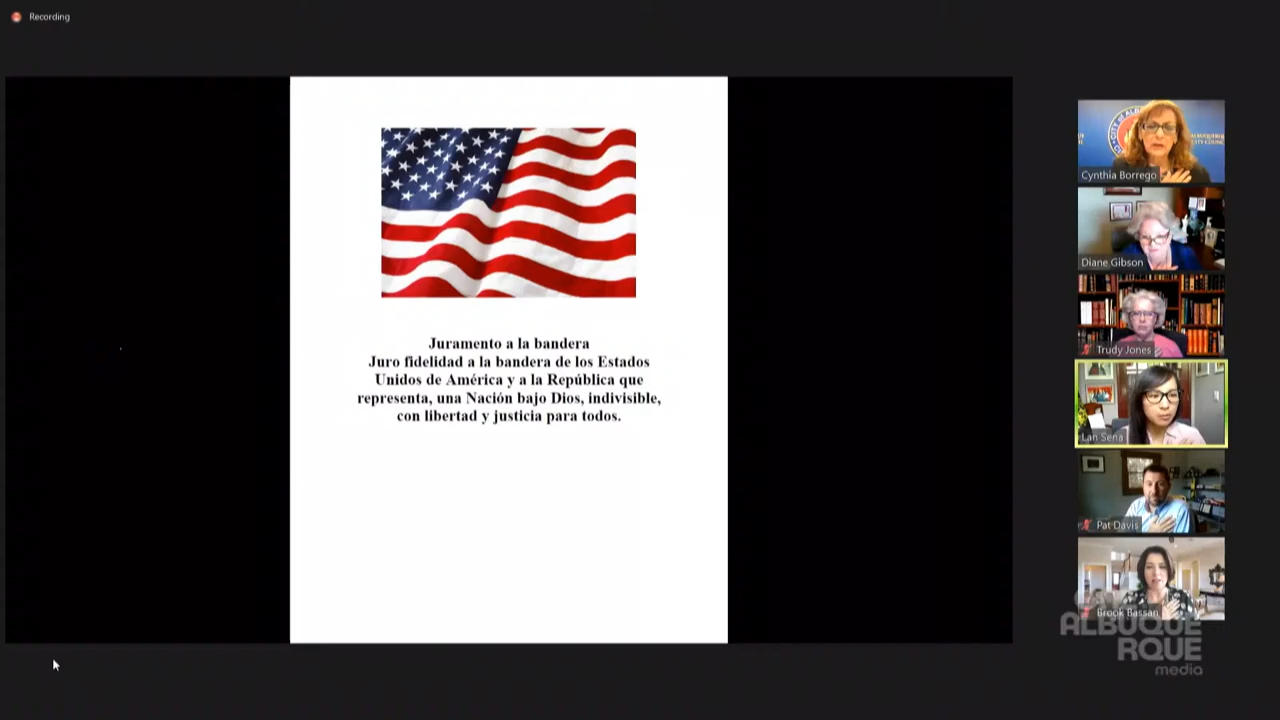 Recording
Juramento a la bandera
Juro fidelidad a la bandera de los Estados
Unidos de América y a la República que
representa, una Nación bajo Dios, indivisible,
con libertad y justicia para todos.
Cynthia Borrego
Diane Gibson
Trudy Jones
Lan Sena
Pat Davis
Brook Bassan
ALBUQUE
RQUE
media